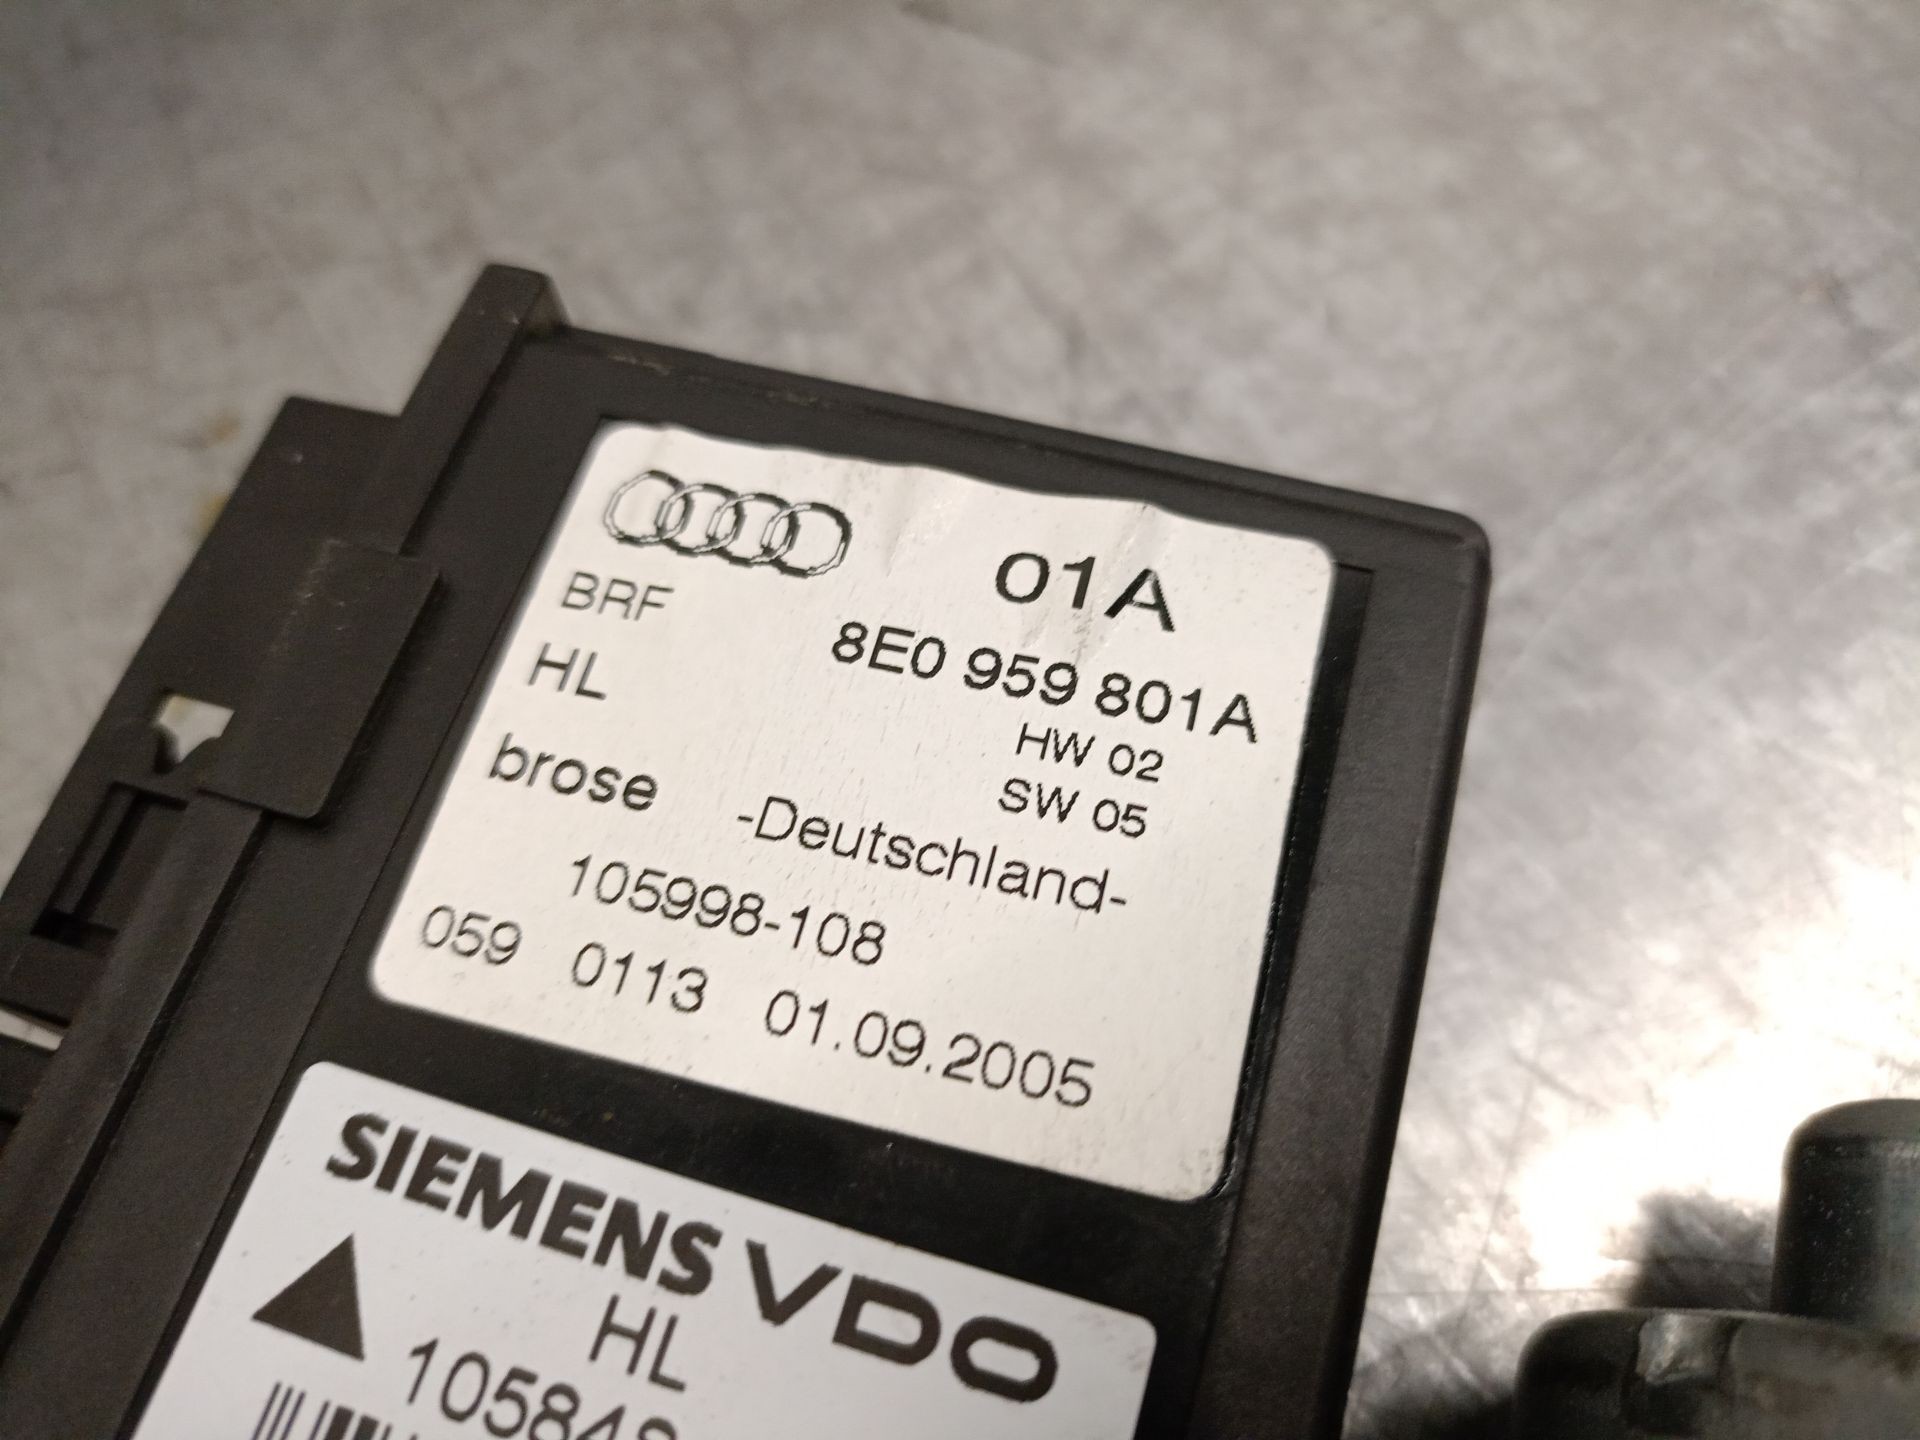 01A
BRF
8E0 959 801A
HL
HW 02
SW 05
brose -Deutschland-
105998-108
059 0113 01.09.2005
SIEMENS VDO
HL